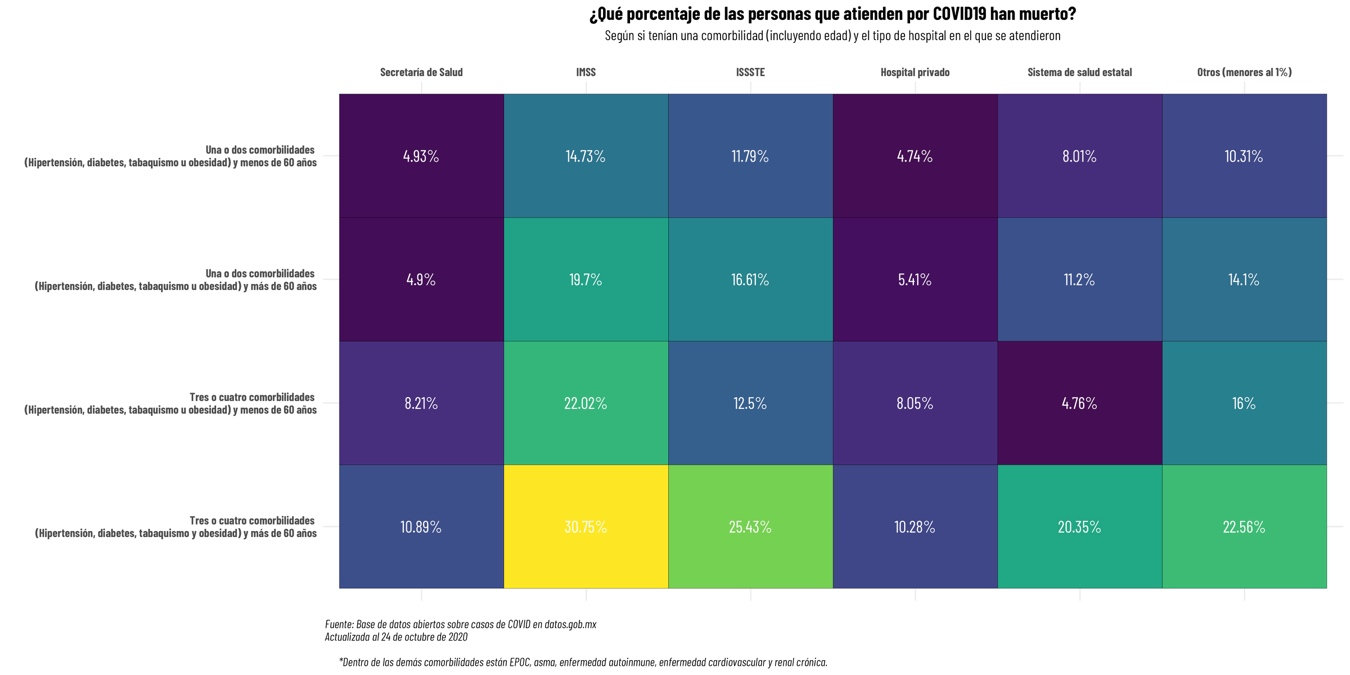 ¿Qué porcentaje de las personas que atienden por COVID19 han muerto?
Según si tenían una comorbilidad (incluyendo edad) y el tipo de hospital en el que se atendieron
Secretaría de Salud IMSS ISSSTE Hospital privado Sistema de salud estatal Otros (menores al 1%)
Una o dos comorbilidades
(Hipertensión, diabetes, tabaquismo u obesidad) y menos de 60 años
4.93% 14.73% 11.79% 4.74% 8.01% 10.31%
Una o dos comorbilidades
(Hipertensión, diabetes, tabaquismo u obesidad) y más de 60 años
4.9% 19.7% 16.61% 5.41% 11.2% 14.1%
Tres o cuatro comorbilidades
(Hipertensión, diabetes, tabaquismo u obesidad) y menos de 60 años
8.21% 22.02% 12.5% 8.05% 4.76% 16%
Tres o cuatro comorbilidades
(Hipertensión, diabetes, tabaquismo y obesidad) y más de 60 años
10.89% 30.75% 25.43% 10.28% 20.35% 22.56%
Fuente: Base de datos abiertos sobre casos de COVID en datos.gob.mx
Actualizada al 24 de octubre de 2020
*Dentro de las demás comorbilidades están EPOC, asma, enfermedad autoinmune, enfermedad cardiovascular y renal crónica.